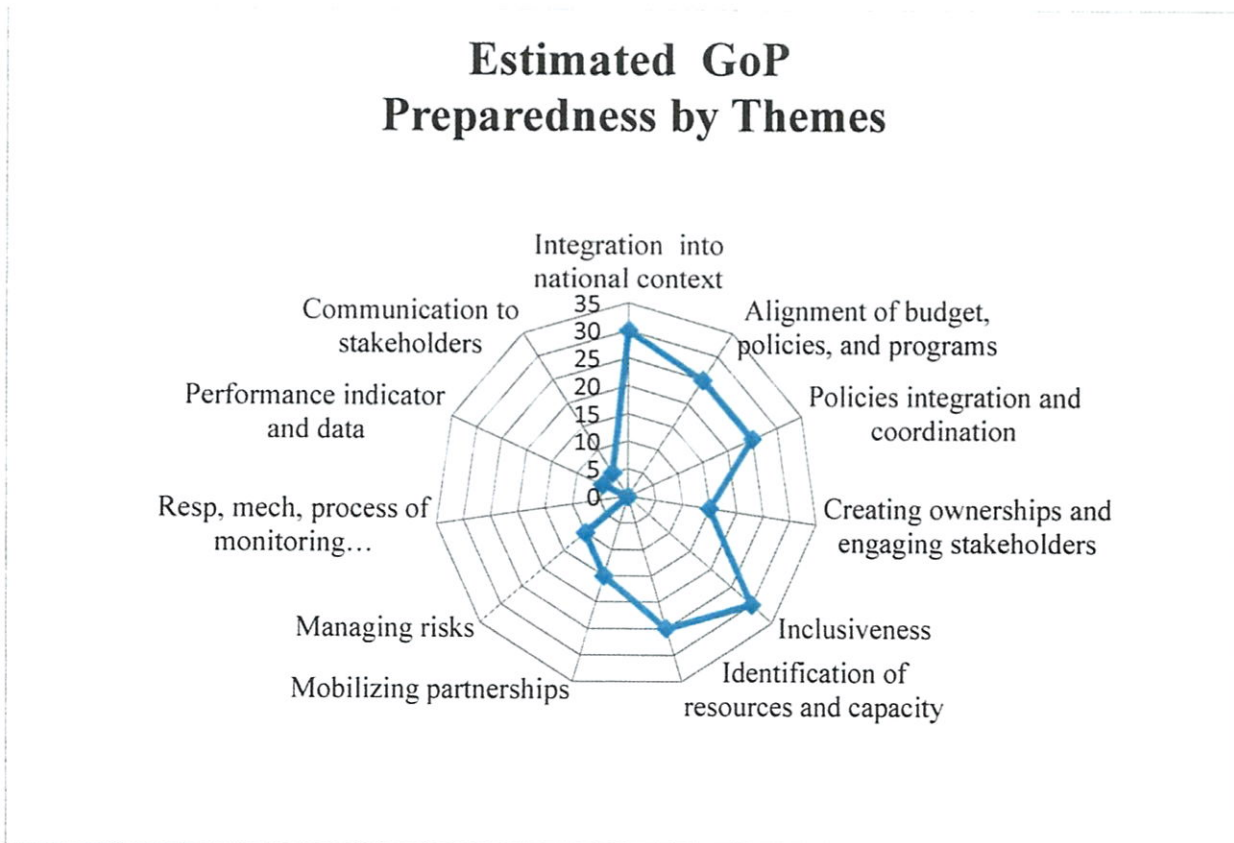 Estimated GoP
Preparedness by Themes
Integration into
national context
Alignment of budget,
policies, and programs
Policies integration and
coordination
Creating ownerships and
engaging stakeholders
Inclusiveness
Identification of
resources and capacity
Mobilizing partnerships
Managing risks
Resp, mech, process of
monitoring...
Performance indicator
and data
Communication to
stakeholders
35
30
25
20
15
10
5
0